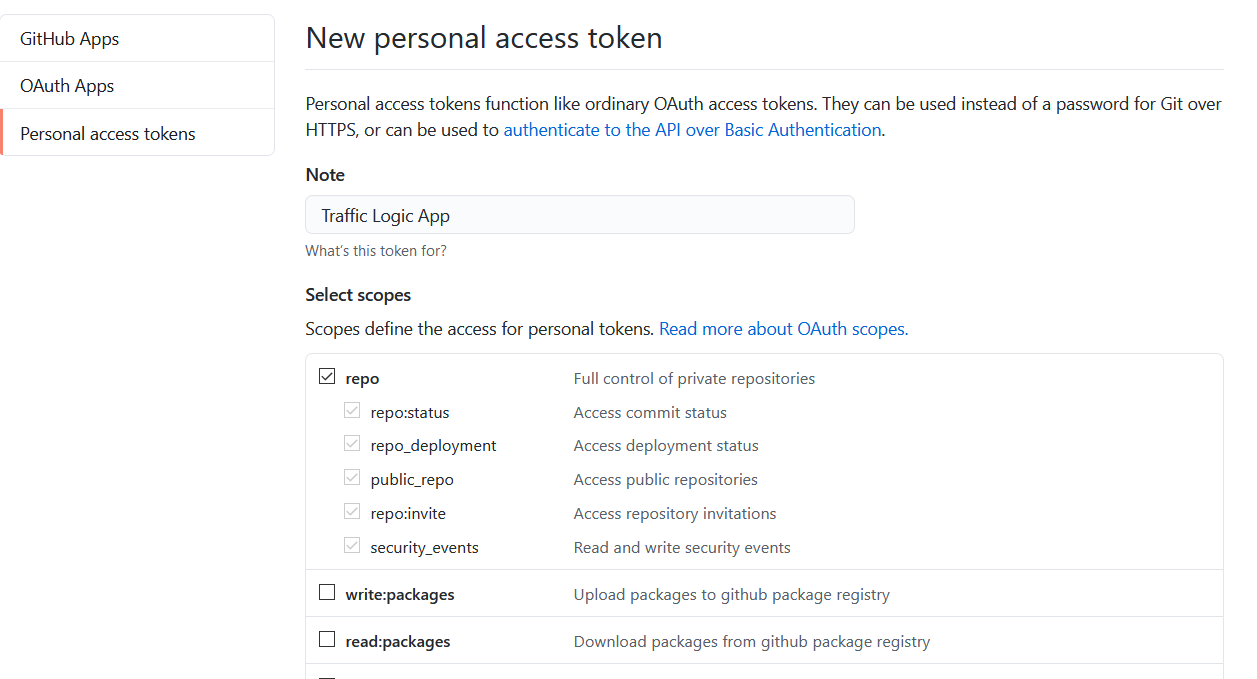 GitHub Apps
OAuth Apps
Personal access tokens
New personal access token
Personal access tokens function like ordinary OAuth access tokens. They can be used instead of a password for Git over
HTTPS, or can be used to authenticate to the API over Basic Authentication.
Note
Traffic Logic App
What's this token for?
Select scopes
Scopes define the access for personal tokens. Read more about OAuth scopes.
repo Full control of private repositories
repo:status Access commit status
repo_deployment Access deployment status
public_repo Access public repositories
repo:invite Access repository invitations
security_events Read and write security events
write:packages Upload packages to github package registry
read:packages Download packages from github package registry